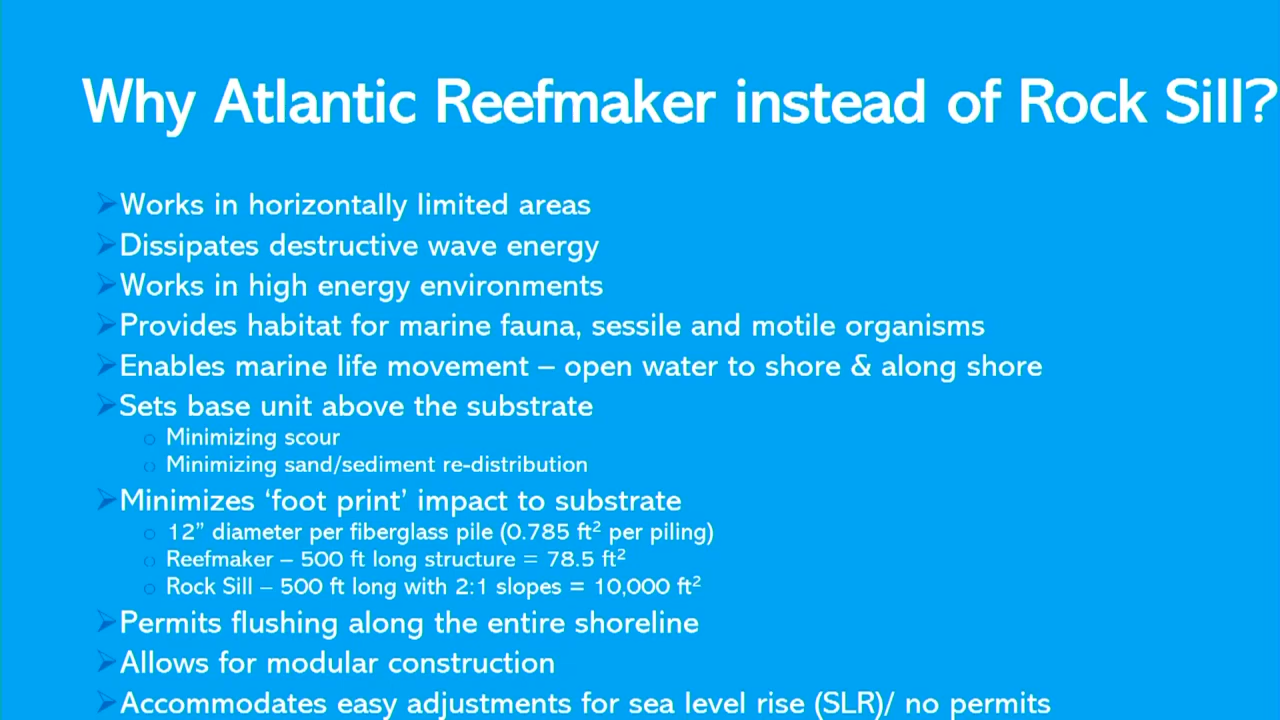 Why Atlantic Reefmaker instead of Rock Sill?
Works in horizontally limited areas
Dissipates destructive wave energy
Works in high energy environments
Provides habitat for marine fauna, sessile and motile organisms
Enables marine life movement – open water to shore & along shore
Sets base unit above the substrate
Minimizing scour
Minimizing sand/sediment re-distribution
Minimizes ‘foot print’ impact to substrate
12” diameter per fiberglass pile (0.785 ft² per piling)
Reefmaker – 500 ft long structure = 78.5 ft²
Rock Sill – 500 ft long with 2:1 slopes = 10,000 ft²
Permits flushing along the entire shoreline
Allows for modular construction
Accommodates easy adjustments for sea level rise (SLR)/ no permits